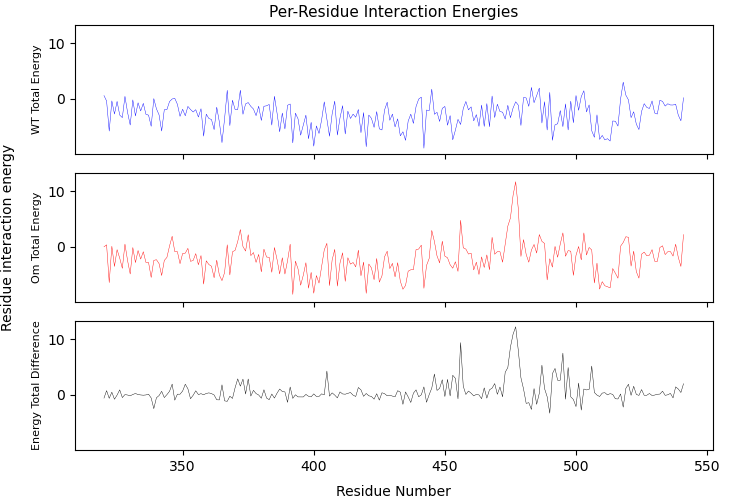 Per-Residue Interaction Energies
Residue interaction energy
WT Total Energy
10
0
Om Total Energy
10
0
Energy Total Difference
10
0
350
400
450
500
550
Residue Number